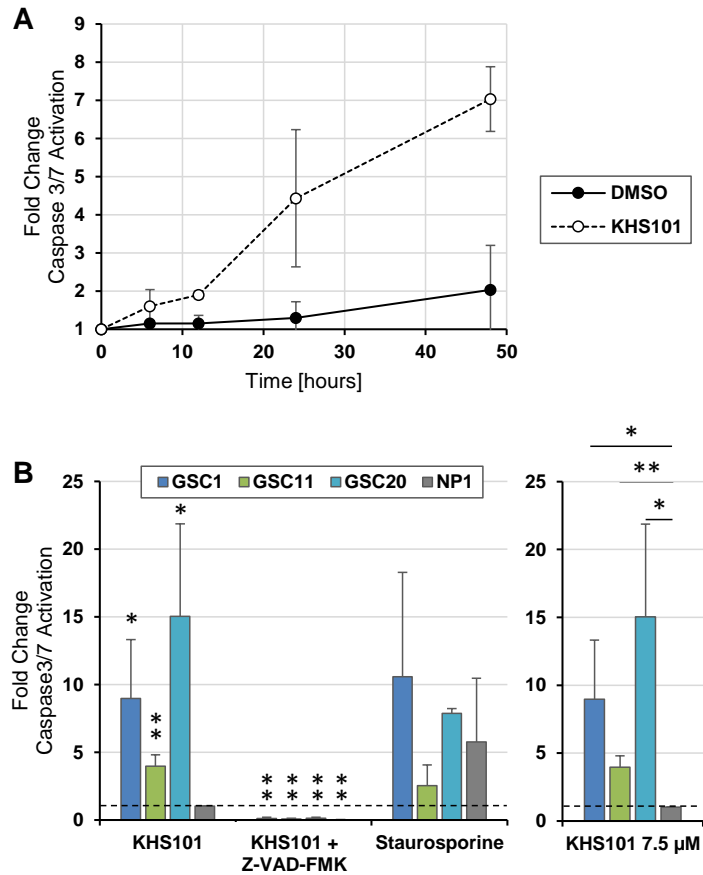 A
Fold Change
Caspase 3/7 Activation
9
8
7
6
5
4
3
2
1
0 10 20 30 40 50
Time [hours]
DMSO
KHS101
B
GSC1 GSC11 GSC20 NP1
Fold Change
Caspase3/7 Activation
25
20
15
10
5
0
*
**
*
** ** ** **
KHS101
KHS101 +
Z-VAD-FMK
Staurosporine
*
**
*
25
20
15
10
5
0
KHS101 7.5 µM